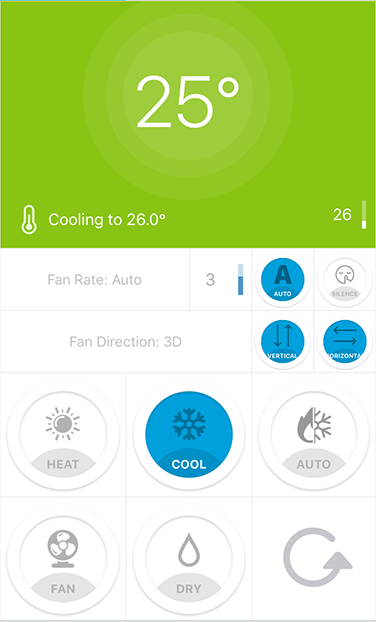 25°
Cooling to 26.0°
26
Fan Rate: Auto
3
A
AUTO
SILENCE
Fan Direction: 3D
VERTICAL
HORIZONTAL
HEAT
COOL
AUTO
FAN
DRY